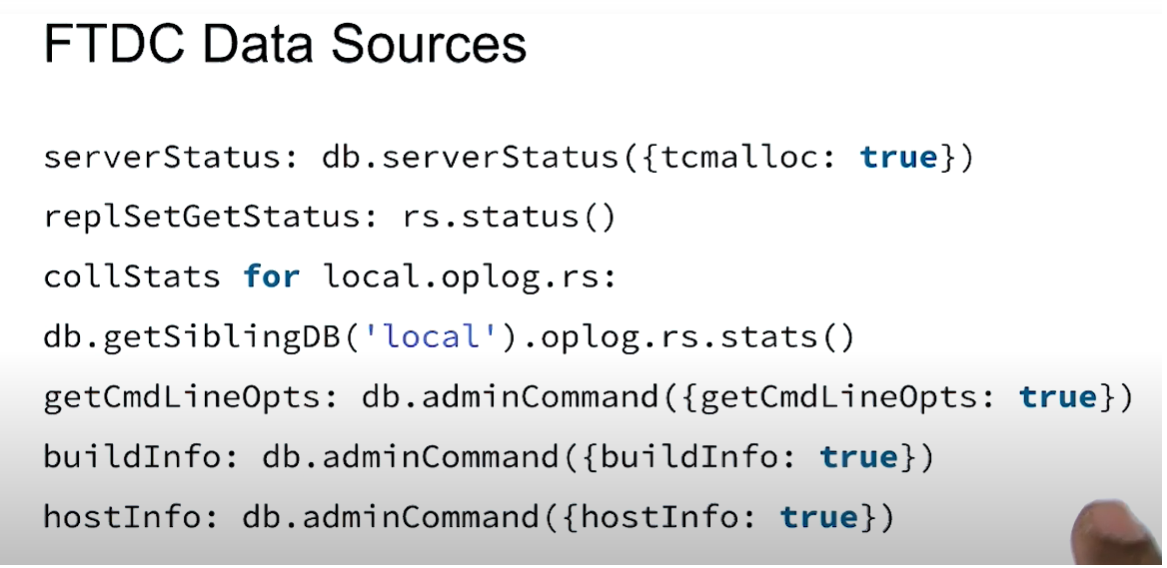 FTDC Data Sources
serverStatus: db.serverStatus({tcmalloc: true})
replSetGetStatus: rs.status()
collStats for local.oplog.rs:
db.getSiblingDB('local').oplog.rs.stats()
getCmdLineOpts: db.adminCommand({getCmdLineOpts: true})
buildInfo: db.adminCommand({buildInfo: true})
hostInfo: db.adminCommand({hostInfo: true})